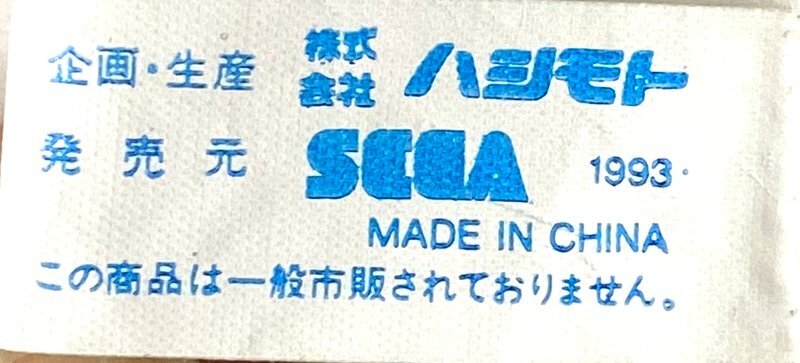 企画・生産 株式会社 ハシモト
発売元 SEGA 1993
MADE IN CHINA
この商品は一般市販されておりません。